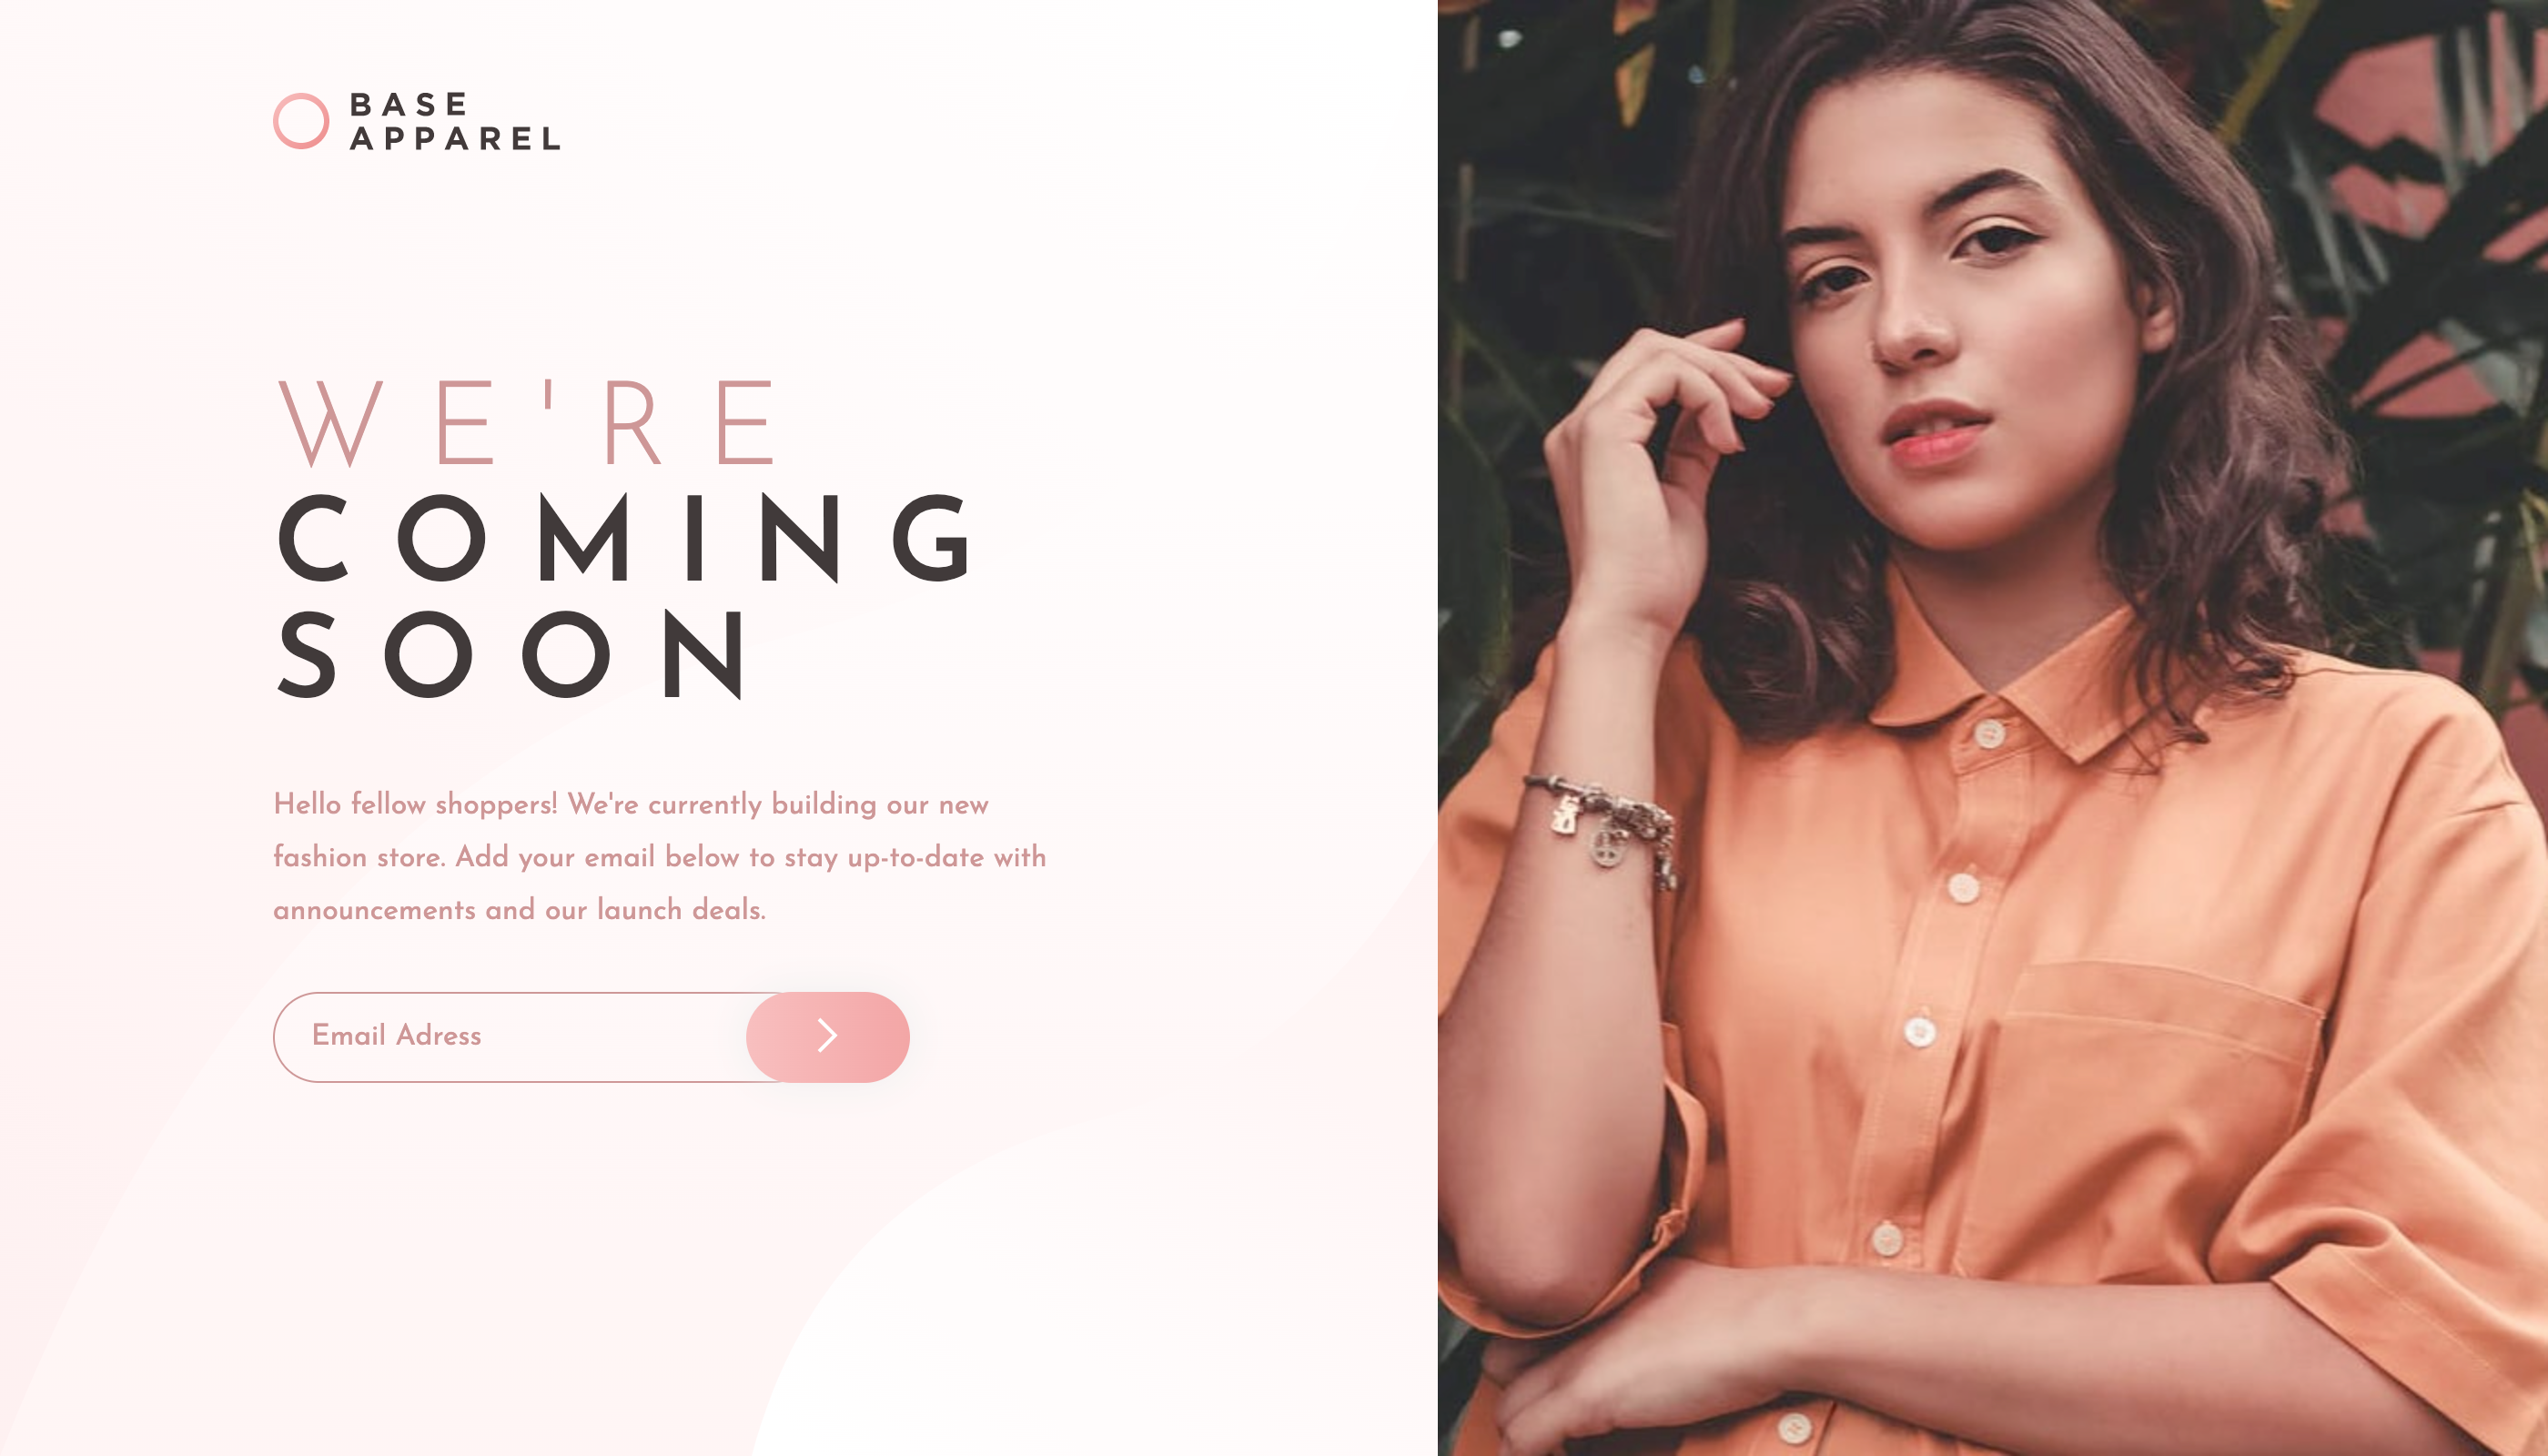 BASE
APPAREL
WE'RE
COMING
SOON
Hello fellow shoppers! We're currently building our new
fashion store. Add your email below to stay up-to-date with
announcements and our launch deals.
Email Adress